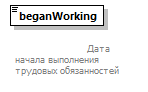 beganWorking
Дата
начала выполнения
трудовых обязанностей